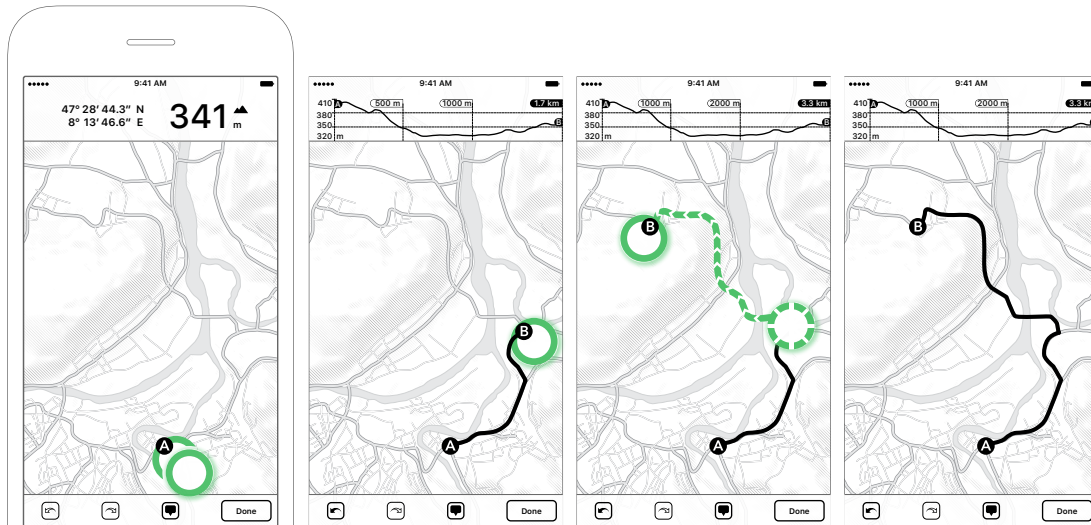 9:41 AM
47° 28′ 44.3″ N
8° 13′ 46.6″ E
341 m
A
Done
9:41 AM
410 A 500 m 1000 m 1.7 km
380
350 B
320 m
B
A
Done
9:41 AM
410 A 1000 m 2000 m 3.3 km
380
350 B
320 m
B
A
Done
9:41 AM
410 A 1000 m 2000 m 3.3 k
380
350
320 m
B
A
Done